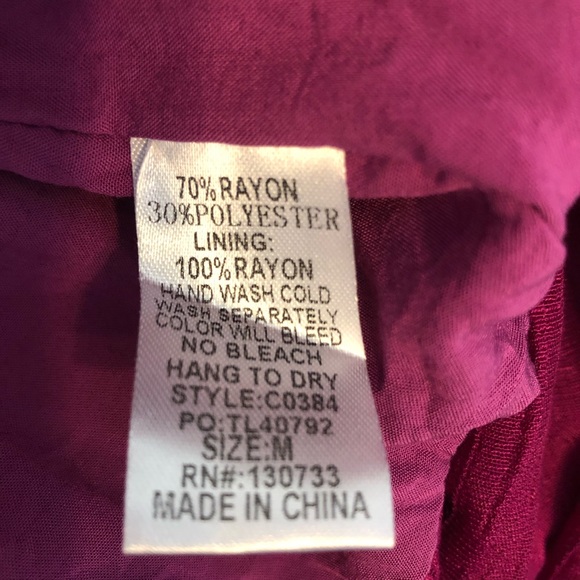 70%RAYON
30%POLYESTER
LINING:
100%RAYON
HAND WASH COLD
WASH SEPARATELY
COLOR WILL BLEED
NO BLEACH
HANG TO DRY
STYLE:C0384
PO:TL40792
SIZE:M
RN#:130733
MADE IN CHINA